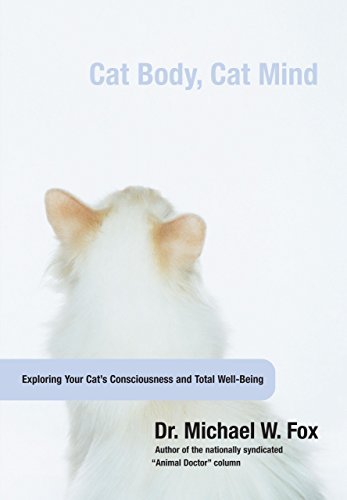 Cat Body, Cat Mind
Exploring Your Cat's Consciousness and Total Well-Being
Dr. Michael W. Fox
Author of the nationally syndicated
“Animal Doctor” column